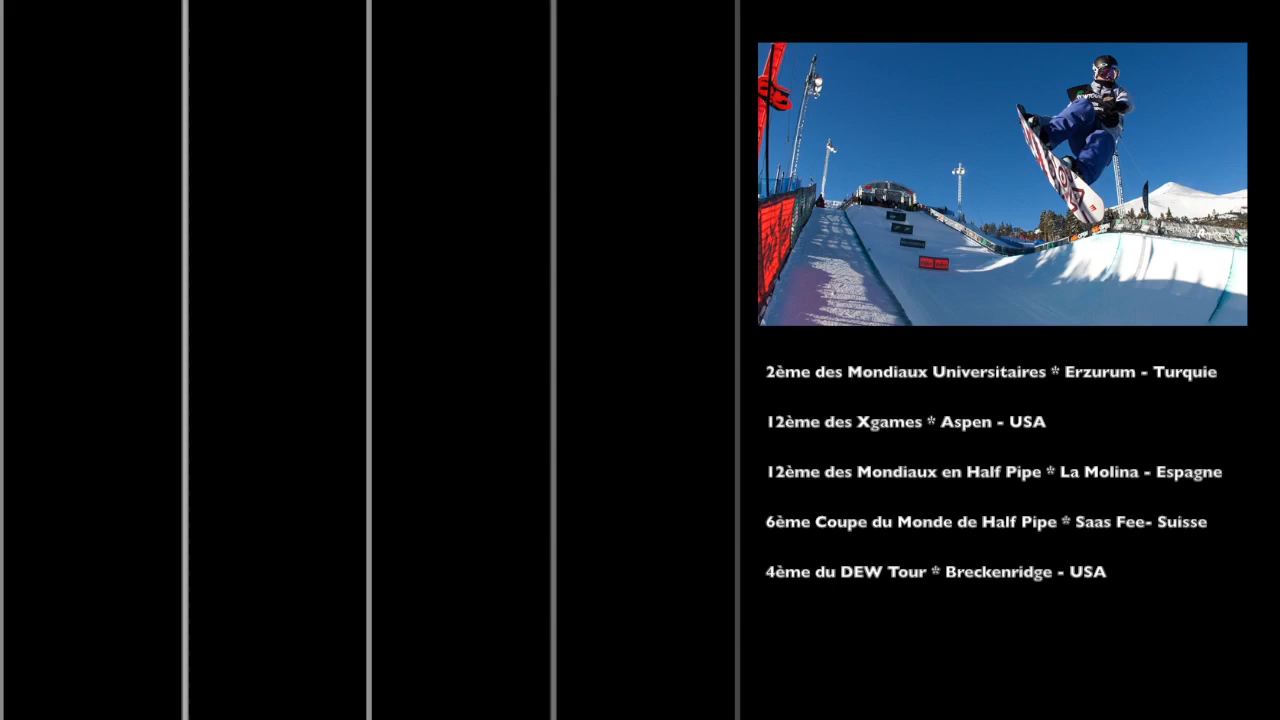 2ème des Mondiaux Universitaires * Erzurum - Turquie
12ème des Xgames * Aspen - USA
12ème des Mondiaux en Half Pipe * La Molina - Espagne
6ème Coupe du Monde de Half Pipe * Saas Fee- Suisse
4ème du DEW Tour * Breckenridge - USA